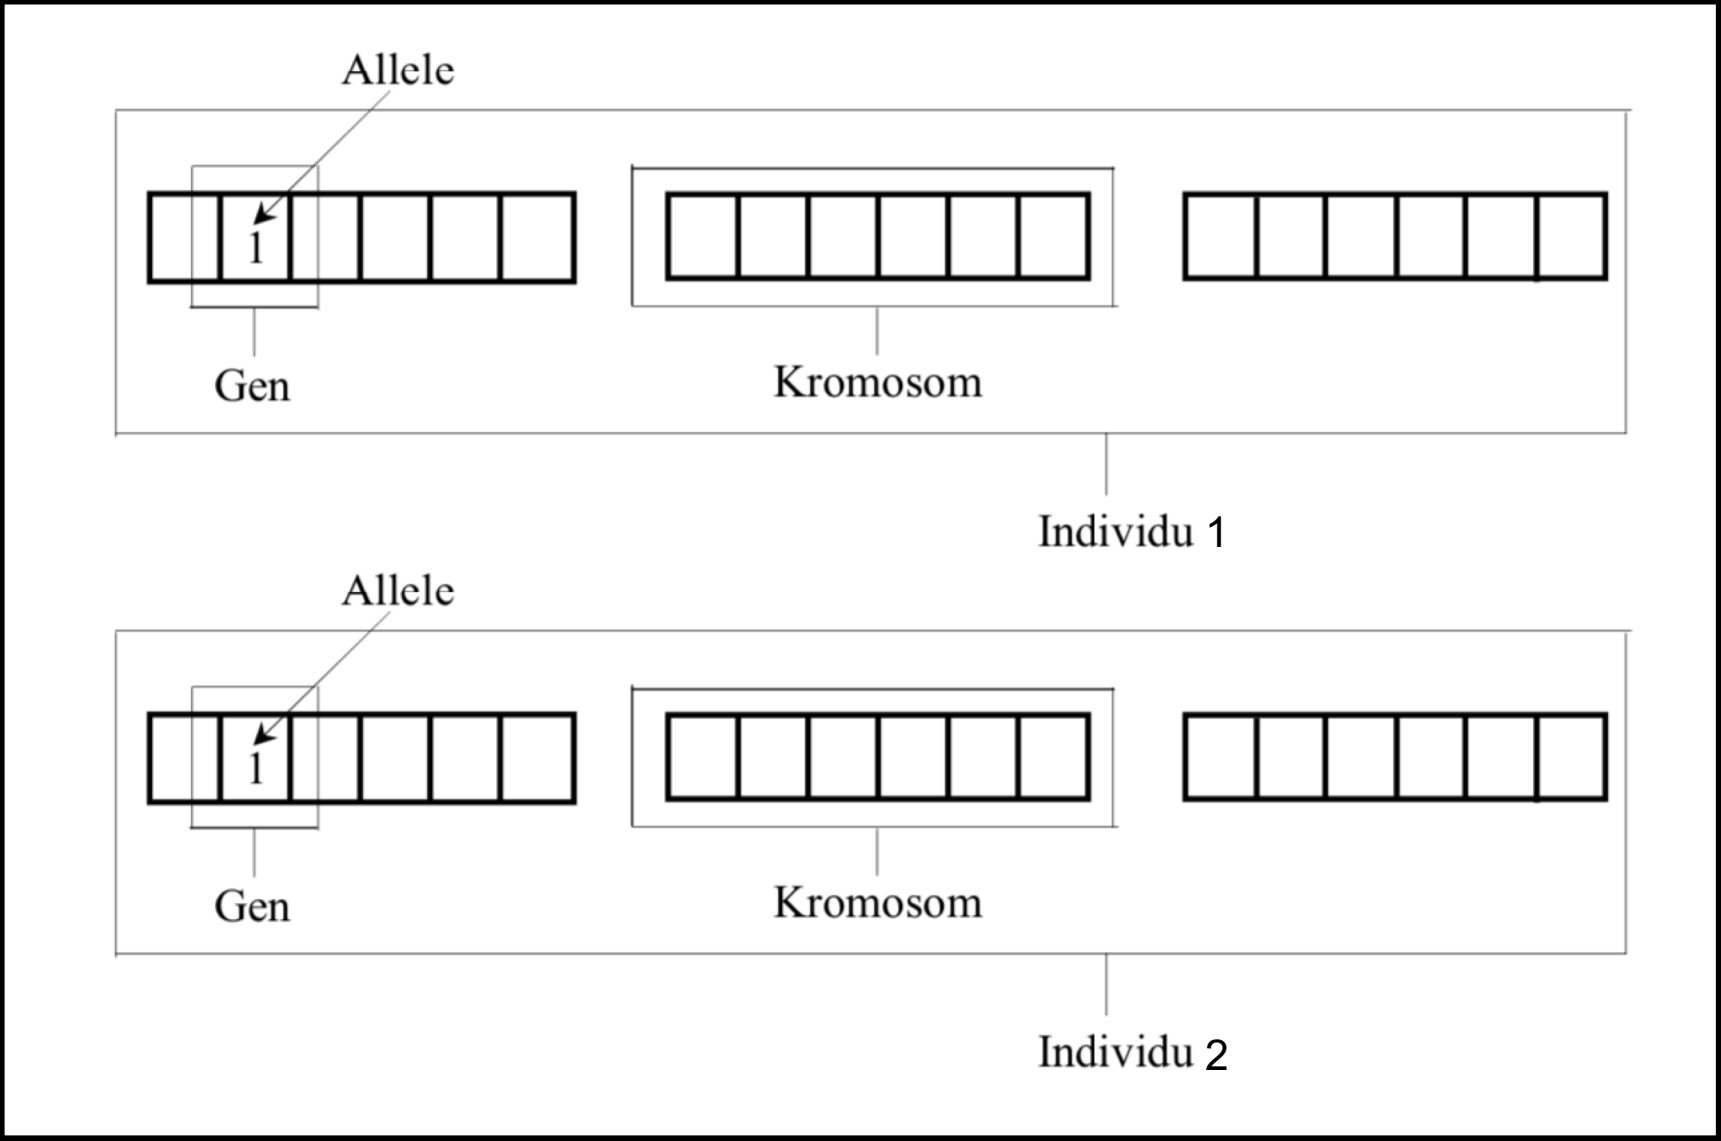 Allele
1
Gen
Kromosom
Individu 1
Allele
1
Gen
Kromosom
Individu 2